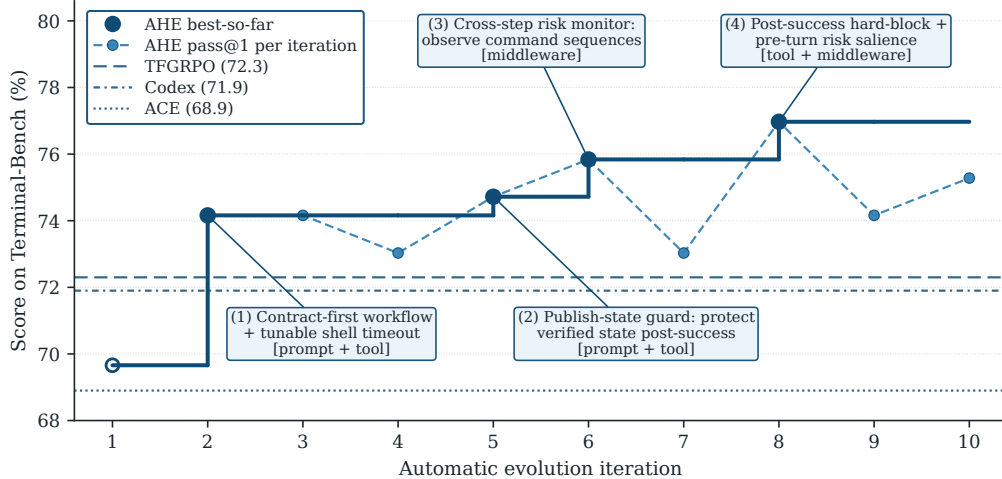 80
78
76
74
72
70
68
Score on Terminal-Bench (%)
AHE best-so-far
AHE pass@1 per iteration
TFGRPO (72.3)
Codex (71.9)
ACE (68.9)
(3) Cross-step risk monitor:
observe command sequences
[middleware]
(4) Post-success hard-block +
pre-turn risk salience
[tool + middleware]
(1) Contract-first workflow
+ tunable shell timeout
[prompt + tool]
(2) Publish-state guard: protect
verified state post-success
[prompt + tool]
1 2 3 4 5 6 7 8 9 10
Automatic evolution iteration